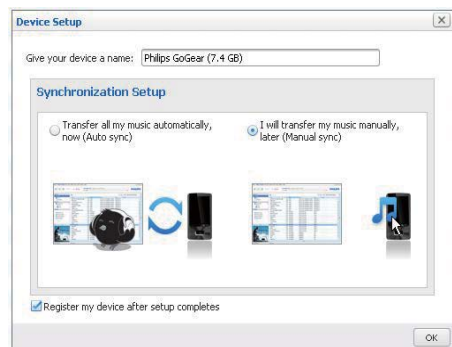 Device Setup
Give your device a name: Philips GoGear (7.4 GB)
Synchronization Setup
Transfer all my music automatically,
now (Auto sync)
I will transfer my music manually,
later (Manual sync)
Register my device after setup completes
OK